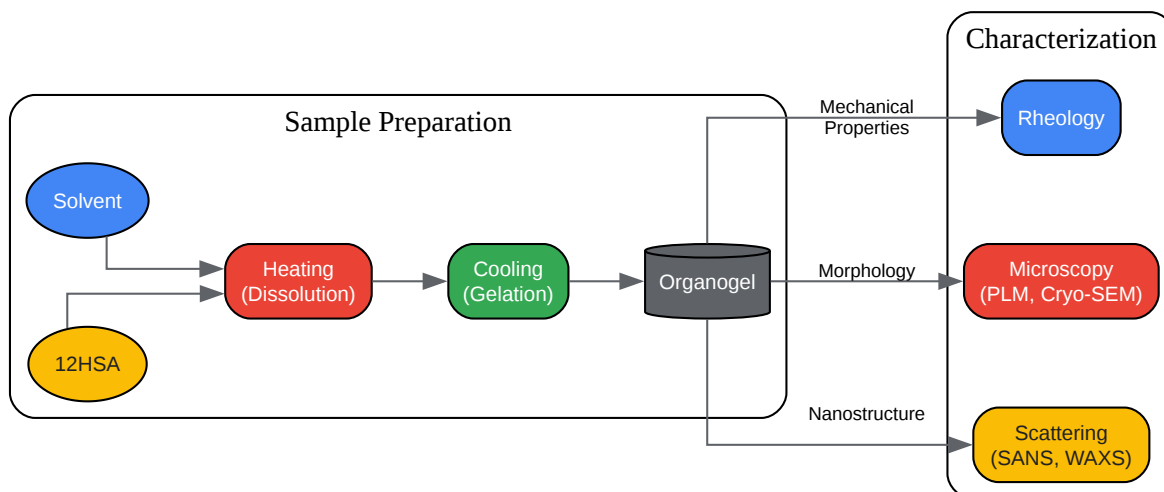 Characterization
Sample Preparation
Mechanical
Properties
Rheology
Solvent
Heating
(Dissolution)
Cooling
(Gelation)
Organogel
Morphology
Microscopy
(PLM, Cryo-SEM)
12HSA
Nanostructure
Scattering
(SANS, WAXS)